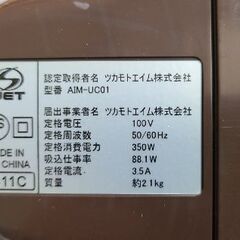 認定取得者名 ツカモトエイム株式会社
型番 AIM-UC01
JET
届出事業者名 ツカモトエイム株式会社
定格電圧 : 100V
定格周波数 : 50/60Hz
定格消費電力 : 350W
吸込仕事率 : 88.1W
定格電流 : 3.5A
質量 : 約2.1kg
E IN
CHINA
11C